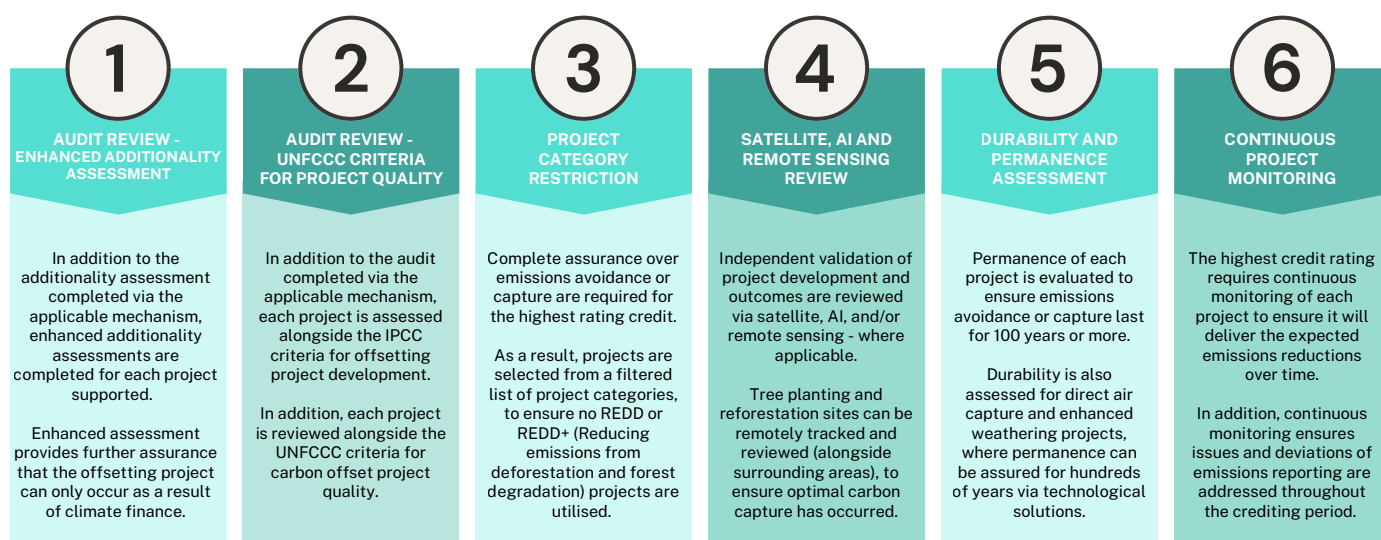 1
AUDIT REVIEW -
ENHANCED ADDITIONALITY
ASSESSMENT
In addition to the
additionality assessment
completed via the
applicable mechanism,
enhanced additionality
assessments are
completed for each project
supported.
Enhanced assessment
provides further assurance
that the offsetting project
can only occur as a result
of climate finance.
2
AUDIT REVIEW -
UNFCCC CRITERIA
FOR PROJECT QUALITY
In addition to the audit
completed via the
applicable mechanism,
each project is assessed
alongside the IPCC
criteria for offsetting
project development.
In addition, each project
is reviewed alongside the
UNFCCC criteria for
carbon offset project
quality.
3
PROJECT
CATEGORY
RESTRICTION
Complete assurance over
emissions avoidance or
capture are required for
the highest rating credit.
As a result, projects are
selected from a filtered
list of project categories,
to ensure no REDD or
REDD+ (Reducing
emissions from
deforestation and forest
degradation) projects are
utilised.
4
SATELLITE, AI AND
REMOTE SENSING
REVIEW
Independent validation of
project development and
outcomes are reviewed
via satellite, AI, and/or
remote sensing - where
applicable.
Tree planting and
reforestation sites can be
remotely tracked and
reviewed (alongside
surrounding areas), to
ensure optimal carbon
capture has occurred.
5
DURABILITY AND
PERMANENCE
ASSESSMENT
Permanence of each
project is evaluated to
ensure emissions
avoidance or capture last
for 100 years or more.
Durability is also
assessed for direct air
capture and enhanced
weathering projects,
where permanence can
be assured for hundreds
of years via technological
solutions.
6
CONTINUOUS
PROJECT
MONITORING
The highest credit rating
requires continuous
monitoring of each
project to ensure it will
deliver the expected
emissions reductions
over time.
In addition, continuous
monitoring ensures
issues and deviations of
emissions reporting are
addressed throughout
the crediting period.